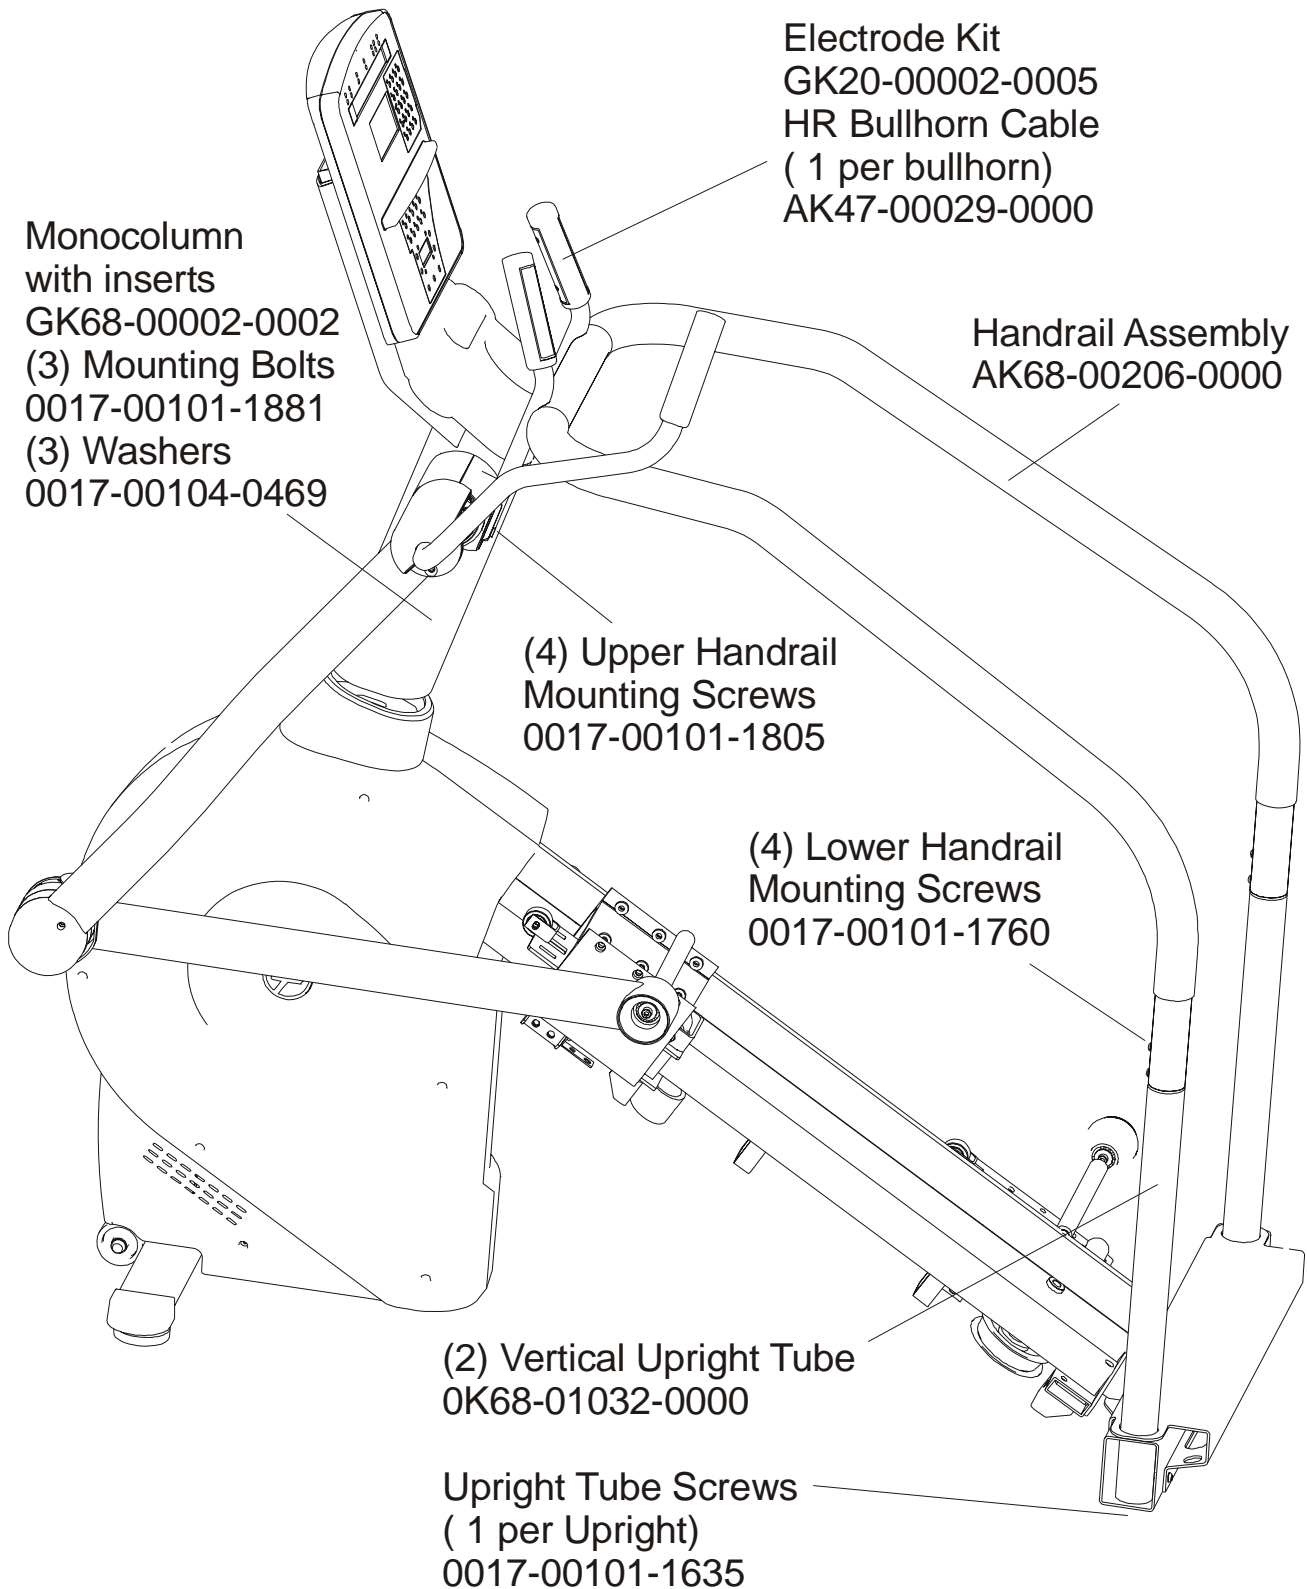 Electrode Kit
GK20-00002-0005
HR Bullhorn Cable
( 1 per bullhorn)
AK47-00029-0000
Monocolumn
with inserts
GK68-00002-0002
(3) Mounting Bolts
0017-00101-1881
(3) Washers
0017-00104-0469
Handrail Assembly
AK68-00206-0000
(4) Upper Handrail
Mounting Screws
0017-00101-1805
(4) Lower Handrail
Mounting Screws
0017-00101-1760
(2) Vertical Upright Tube
0K68-01032-0000
Upright Tube Screws
( 1 per Upright)
0017-00101-1635